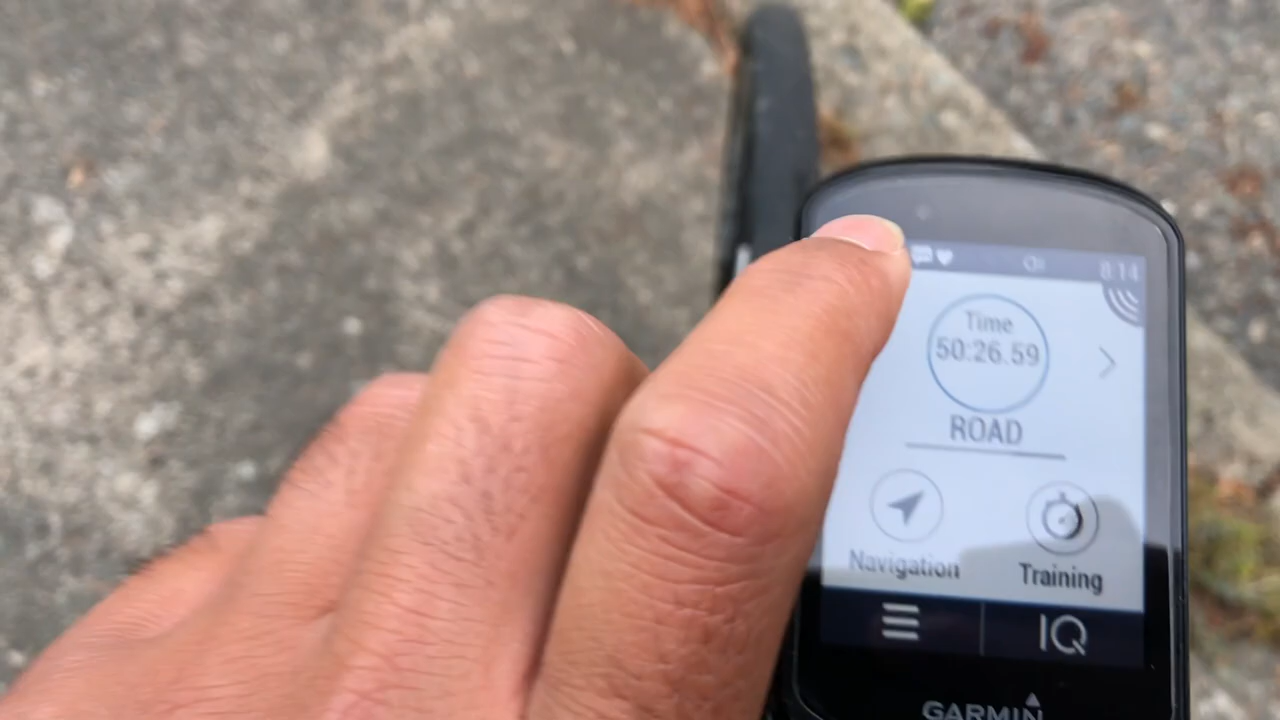 8:14
Time
50:26.59
ROAD
Navigation
Training
IQ
GARMIN